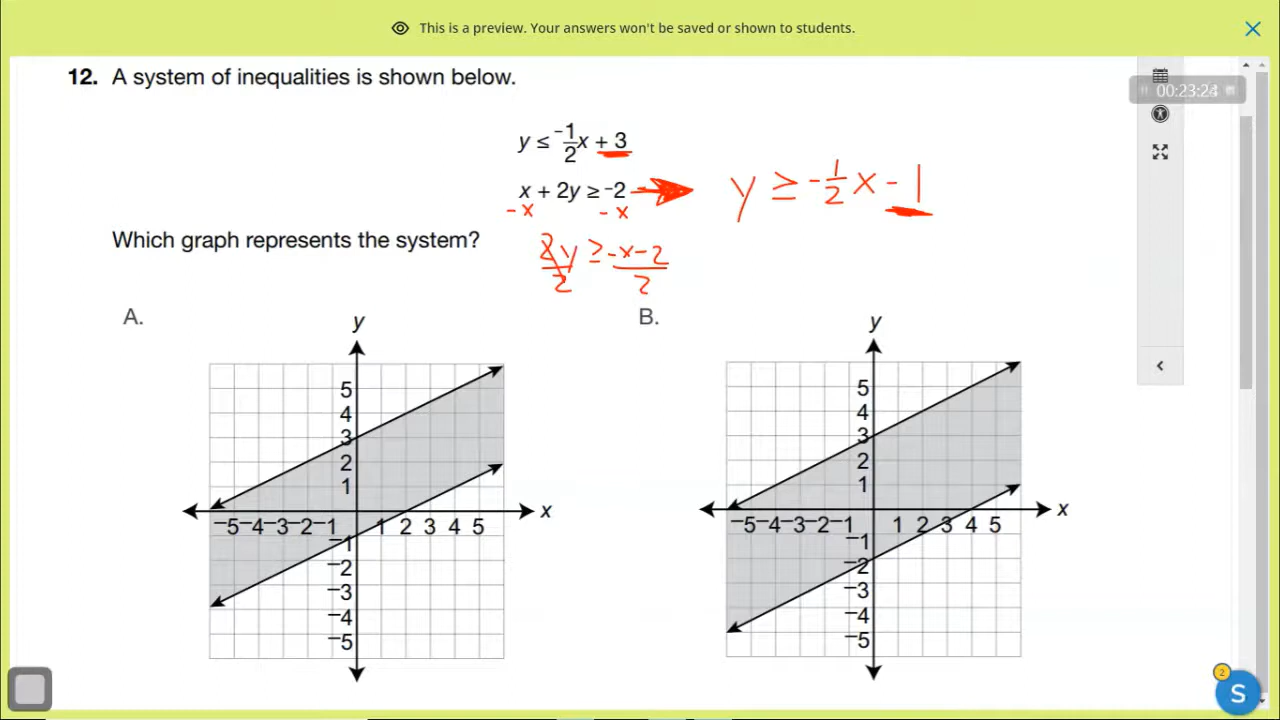 This is a preview. Your answers won't be saved or shown to students.
00:23:24
12. A system of inequalities is shown below.
y ≤ -1/2 x + 3
x + 2y ≥ -2
y ≥ -1/2 x - 1
-x -x
Which graph represents the system?
2y/2 ≥ -x-2/2
A.
B.
y
y
5
5
4
4
3
3
2
2
1
1
x
x
-5 -4 -3 -2 -1 1 2 3 4 5
-5 -4 -3 -2 -1 1 2 3 4 5
-1
-1
-2
-2
-3
-3
-4
-4
-5
-5
2
S